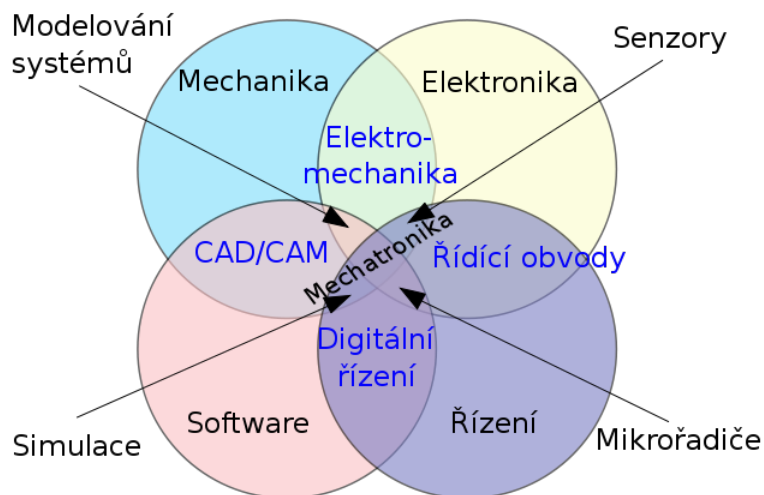 Modelování
systémů
Senzory
Mechanika
Elektronika
Elektro-
mechanika
CAD/CAM
Mechatronika
Řídící obvody
Digitální
řízení
Software
Řízení
Simulace
Mikrořadiče